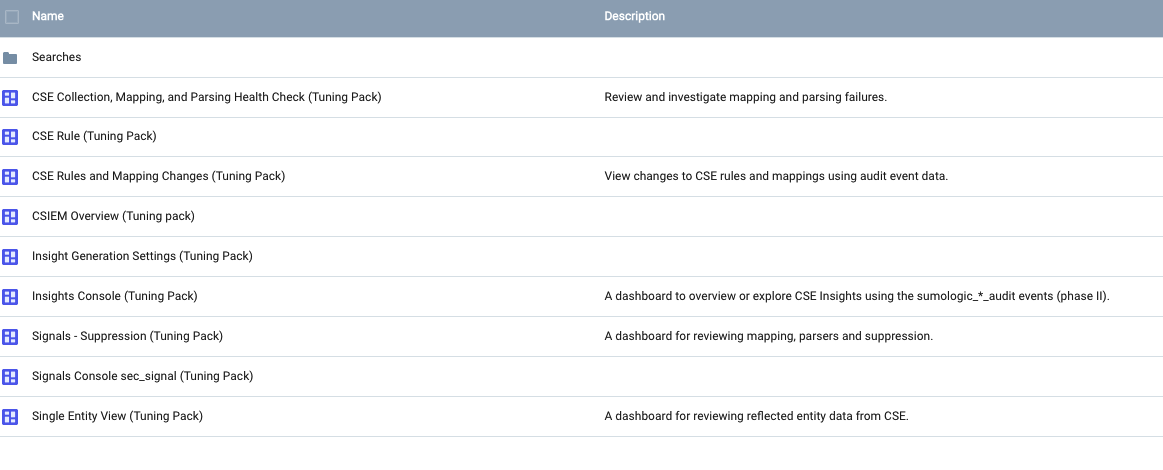 Name Description
Searches
CSE Collection, Mapping, and Parsing Health Check (Tuning Pack) Review and investigate mapping and parsing failures.
CSE Rule (Tuning Pack)
CSE Rules and Mapping Changes (Tuning Pack) View changes to CSE rules and mappings using audit event data.
CSIEM Overview (Tuning pack)
Insight Generation Settings (Tuning Pack)
Insights Console (Tuning Pack) A dashboard to overview or explore CSE Insights using the sumologic_*_audit events (phase II).
Signals - Suppression (Tuning Pack) A dashboard for reviewing mapping, parsers and suppression.
Signals Console sec_signal (Tuning Pack)
Single Entity View (Tuning Pack) A dashboard for reviewing reflected entity data from CSE.